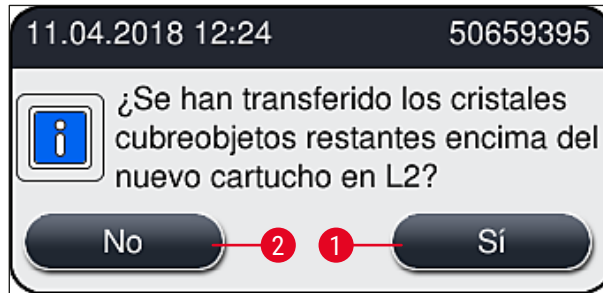 11.04.2018 12:24 50659395
¿Se han transferido los cristales
cubreobjetos restantes encima del
nuevo cartucho en L2?
No 2 1 Sí